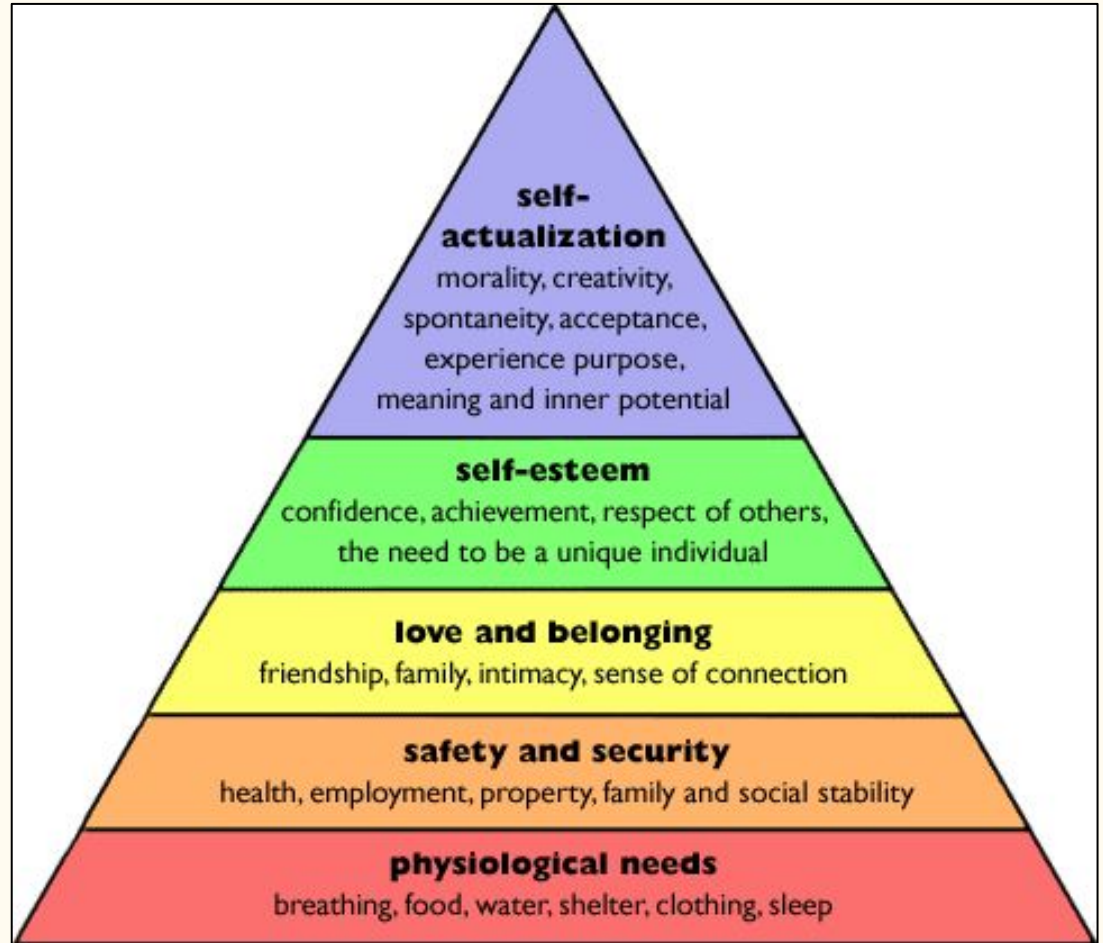 self-
actualization
morality, creativity,
spontaneity, acceptance,
experience purpose,
meaning and inner potential
self-esteem
confidence, achievement, respect of others,
the need to be a unique individual
love and belonging
friendship, family, intimacy, sense of connection
safety and security
health, employment, property, family and social stability
physiological needs
breathing, food, water, shelter, clothing, sleep